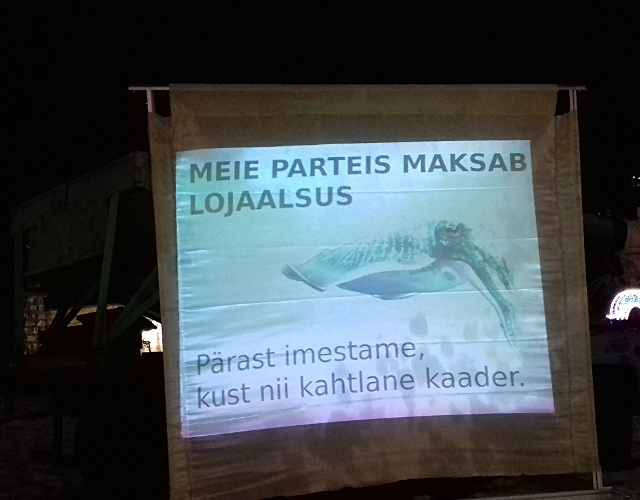 MEIE PARTEIS MAKSAB
LOJAALSUS
Pärast imestame,
kust nii kahtlane kaader.